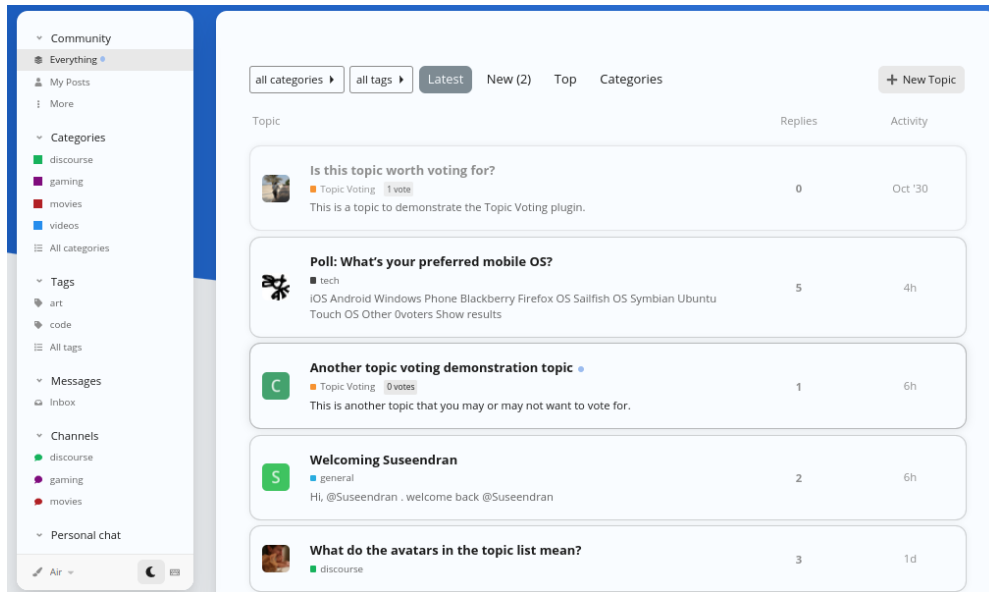 Community
Everything
My Posts
More
Categories
discourse
gaming
movies
videos
All categories
Tags
art
code
All tags
Messages
Inbox
Channels
discourse
gaming
movies
Personal chat
Air
all categories
all tags
Latest
New (2)
Top
Categories
+ New Topic
Topic
Replies
Activity
Is this topic worth voting for?
Topic Voting 1 vote
This is a topic to demonstrate the Topic Voting plugin.
0
Oct '30
Poll: What's your preferred mobile OS?
tech
iOS Android Windows Phone Blackberry Firefox OS Sailfish OS Symbian Ubuntu
Touch OS Other 0voters Show results
5
4h
C
Another topic voting demonstration topic
Topic Voting 0 votes
This is another topic that you may or may not want to vote for.
1
6h
S
Welcoming Suseendran
general
Hi, @Suseendran . welcome back @Suseendran
2
6h
What do the avatars in the topic list mean?
discourse
3
1d